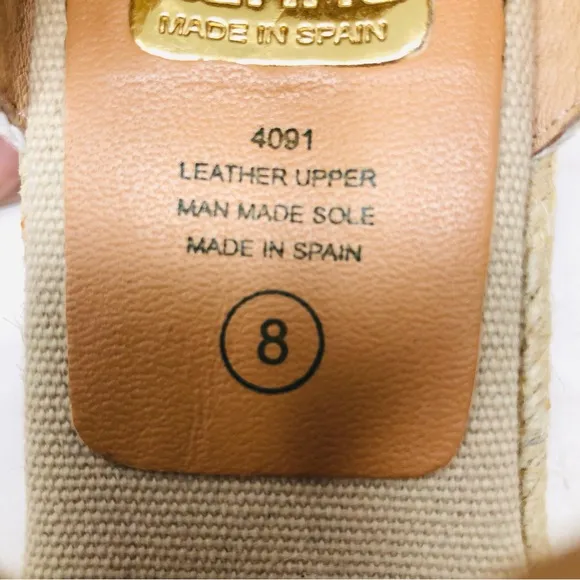 MADE IN SPAIN
4091
LEATHER UPPER
MAN MADE SOLE
MADE IN SPAIN
8